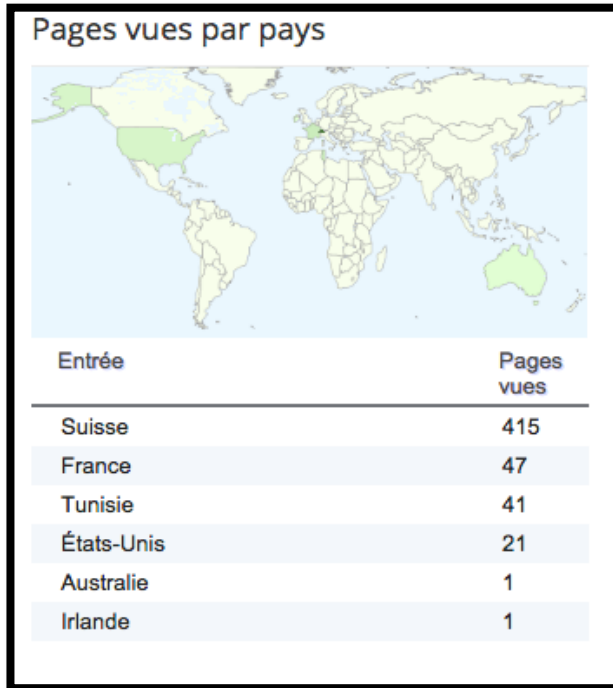 Pages vues par pays
Entrée Pages
vues
Suisse 415
France 47
Tunisie 41
États-Unis 21
Australie 1
Irlande 1